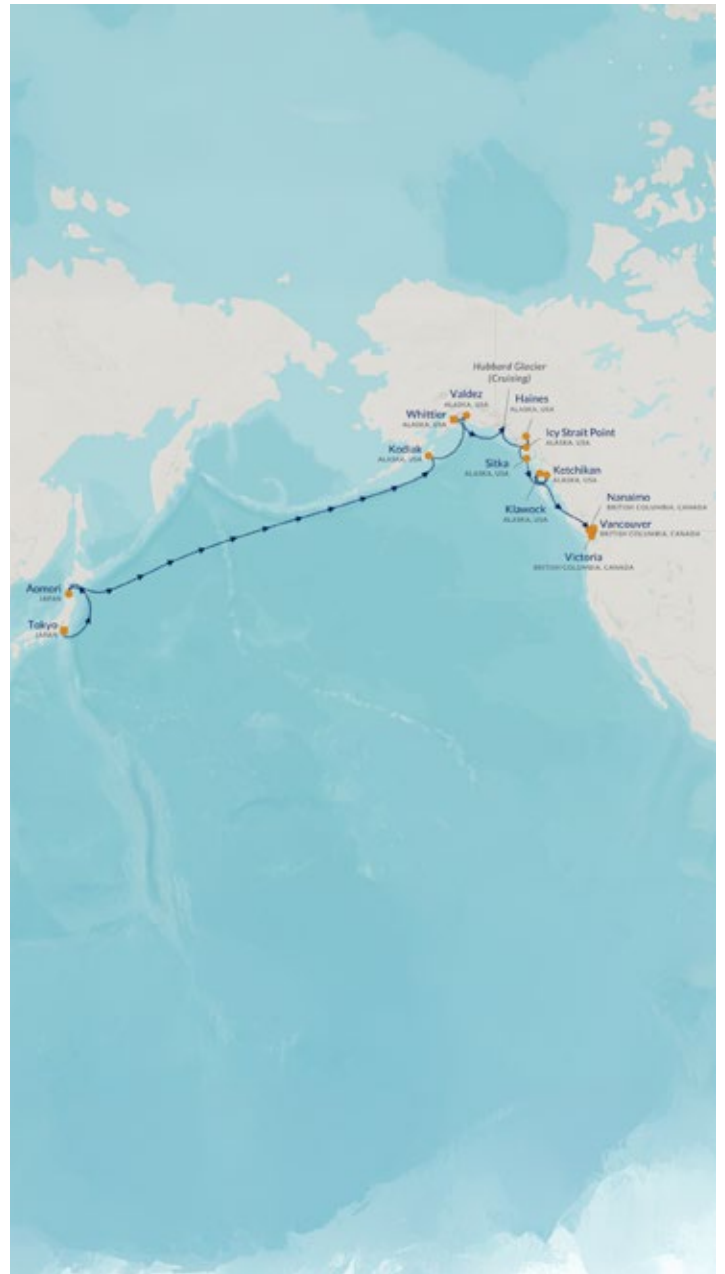 Hubbard Glacier
(Cruising)
Valdez
ALASKA, USA
Haines
ALASKA, USA
Whittier
ALASKA, USA
Icy Strait Point
ALASKA, USA
Kodiak
ALASKA, USA
Sitka
ALASKA, USA
Ketchikan
ALASKA, USA
Klawock
ALASKA, USA
Nanaimo
BRITISH COLUMBIA, CANADA
Vancouver
BRITISH COLUMBIA, CANADA
Victoria
BRITISH COLUMBIA, CANADA
Aomori
JAPAN
Tokyo
JAPAN